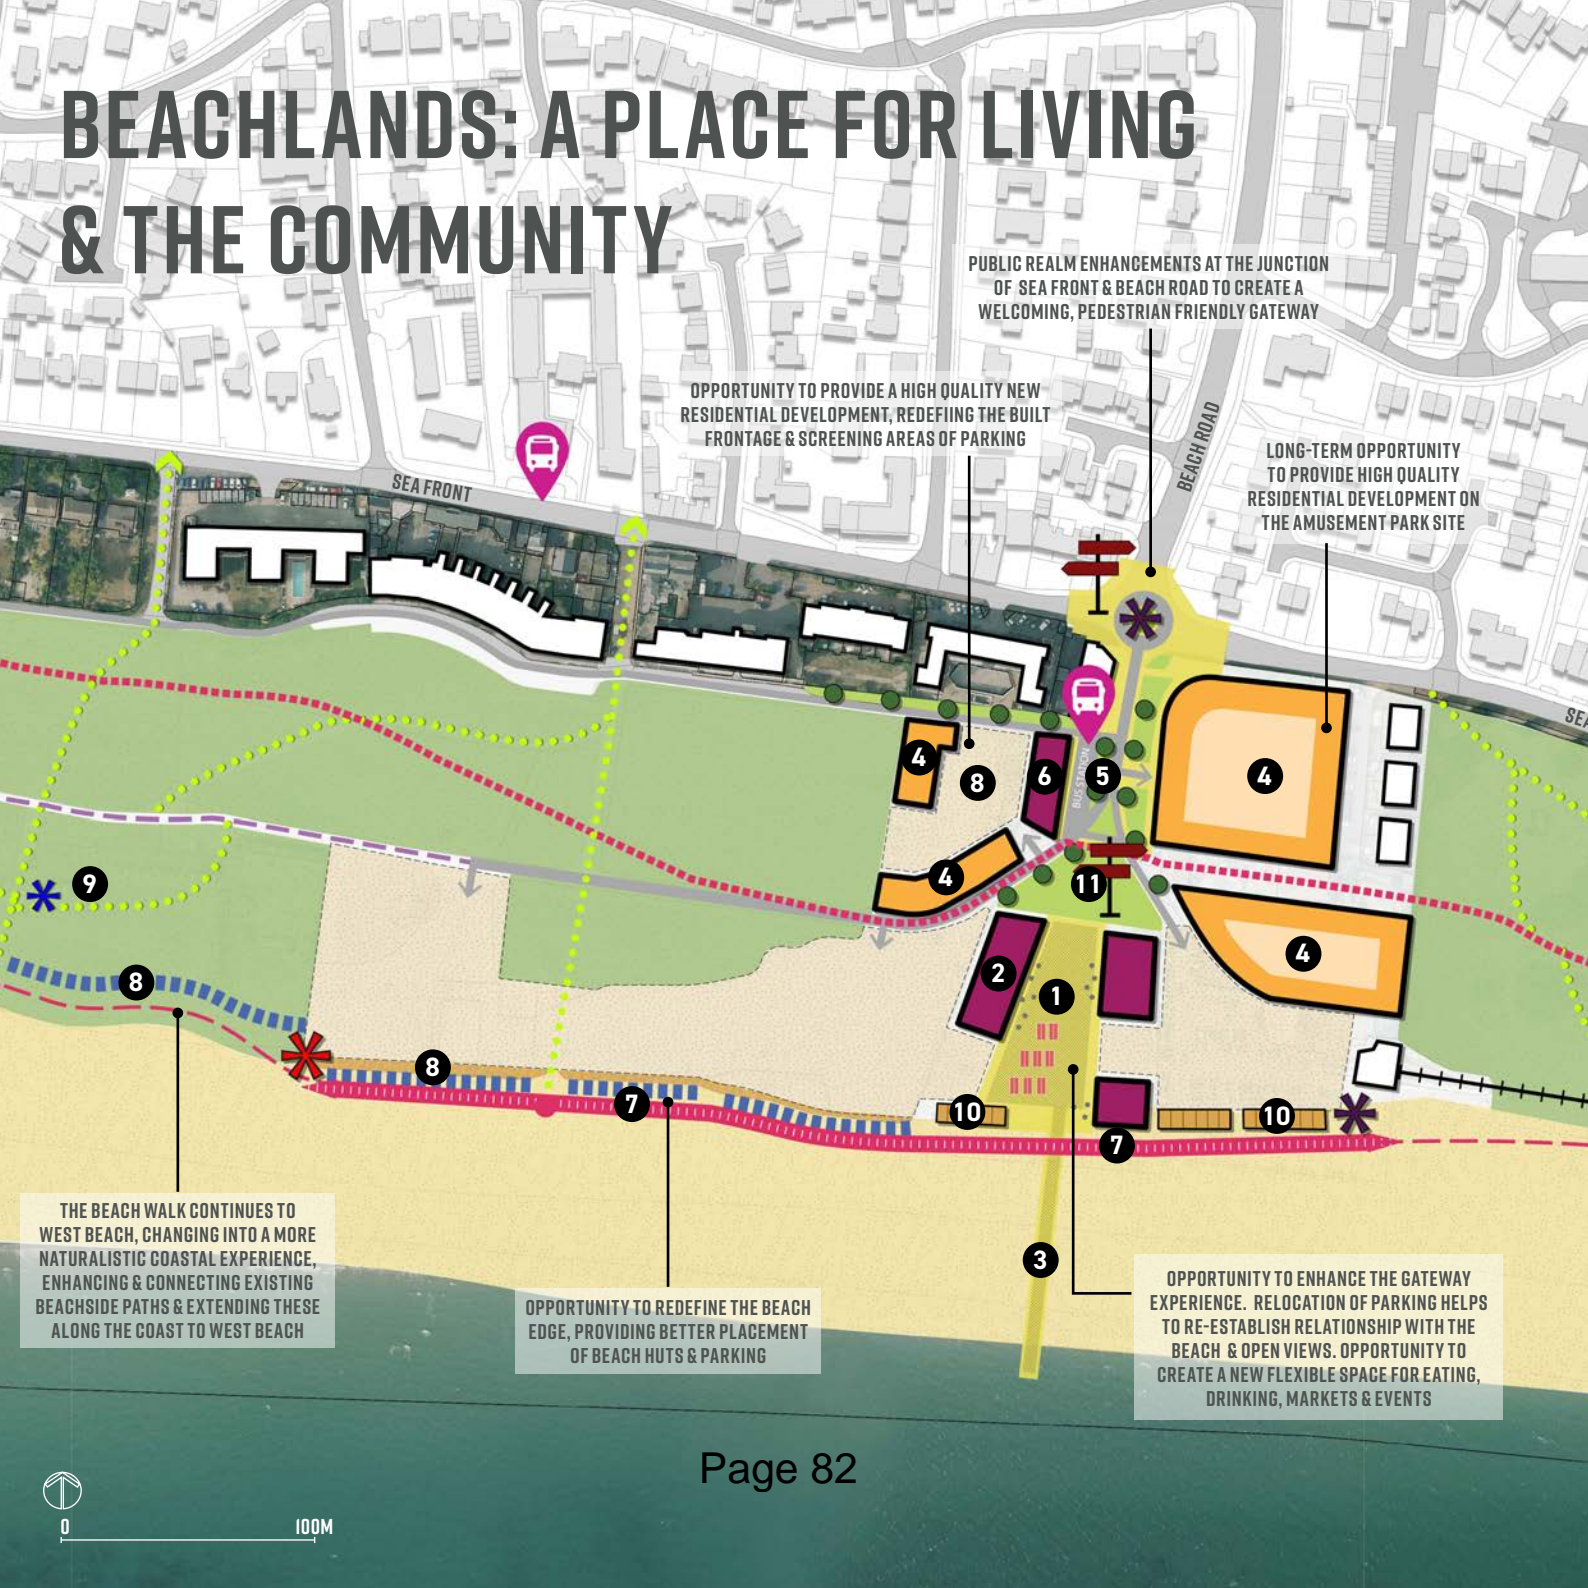 BEACHLANDS: A PLACE FOR LIVING
& THE COMMUNITY
PUBLIC REALM ENHANCEMENTS AT THE JUNCTION
OF SEA FRONT & BEACH ROAD TO CREATE A
WELCOMING, PEDESTRIAN FRIENDLY GATEWAY
OPPORTUNITY TO PROVIDE A HIGH QUALITY NEW
RESIDENTIAL DEVELOPMENT, REDEFIING THE BUILT
FRONTAGE & SCREENING AREAS OF PARKING
BEACH ROAD
LONG-TERM OPPORTUNITY
TO PROVIDE HIGH QUALITY
RESIDENTIAL DEVELOPMENT ON
THE AMUSEMENT PARK SITE
SEA FRONT
SEA
4
8
6
BUS STATION
5
4
4
11
9
8
2
1
4
8
7
10
10
7
3
THE BEACH WALK CONTINUES TO
WEST BEACH, CHANGING INTO A MORE
NATURALISTIC COASTAL EXPERIENCE,
ENHANCING & CONNECTING EXISTING
BEACHSIDE PATHS & EXTENDING THESE
ALONG THE COAST TO WEST BEACH
OPPORTUNITY TO REDEFINE THE BEACH
EDGE, PROVIDING BETTER PLACEMENT
OF BEACH HUTS & PARKING
OPPORTUNITY TO ENHANCE THE GATEWAY
EXPERIENCE. RELOCATION OF PARKING HELPS
TO RE-ESTABLISH RELATIONSHIP WITH THE
BEACH & OPEN VIEWS. OPPORTUNITY TO
CREATE A NEW FLEXIBLE SPACE FOR EATING,
DRINKING, MARKETS & EVENTS
Page 82
0
100M